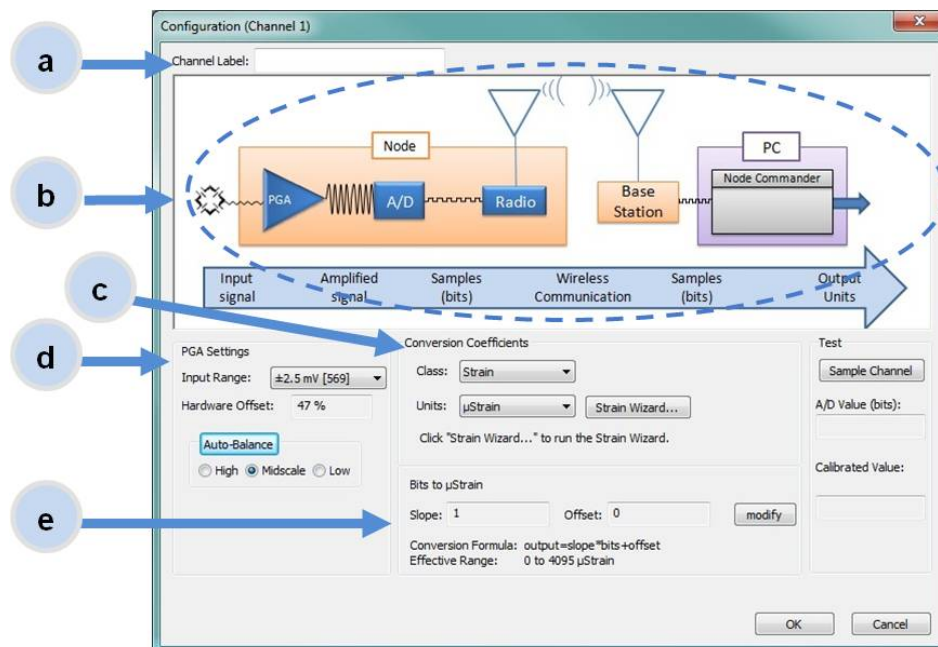 Configuration (Channel 1)
x
a
Channel Label:
b
Node
PC
PGA
A/D
Radio
Base
Station
Node Commander
Input
signal
Amplified
signal
Samples
(bits)
Wireless
Communication
Samples
(bits)
Output
Units
c
d
PGA Settings
Input Range: ±2.5 mV [569]
Hardware Offset: 47 %
Auto-Balance
High Midscale Low
Conversion Coefficients
Class: Strain
Units: µStrain Strain Wizard...
Click "Strain Wizard..." to run the Strain Wizard.
e
Bits to µStrain
Slope: 1 Offset: 0 modify
Conversion Formula: output=slope*bits+offset
Effective Range: 0 to 4095 µStrain
Test
Sample Channel
A/D Value (bits):
Calibrated Value:
OK Cancel